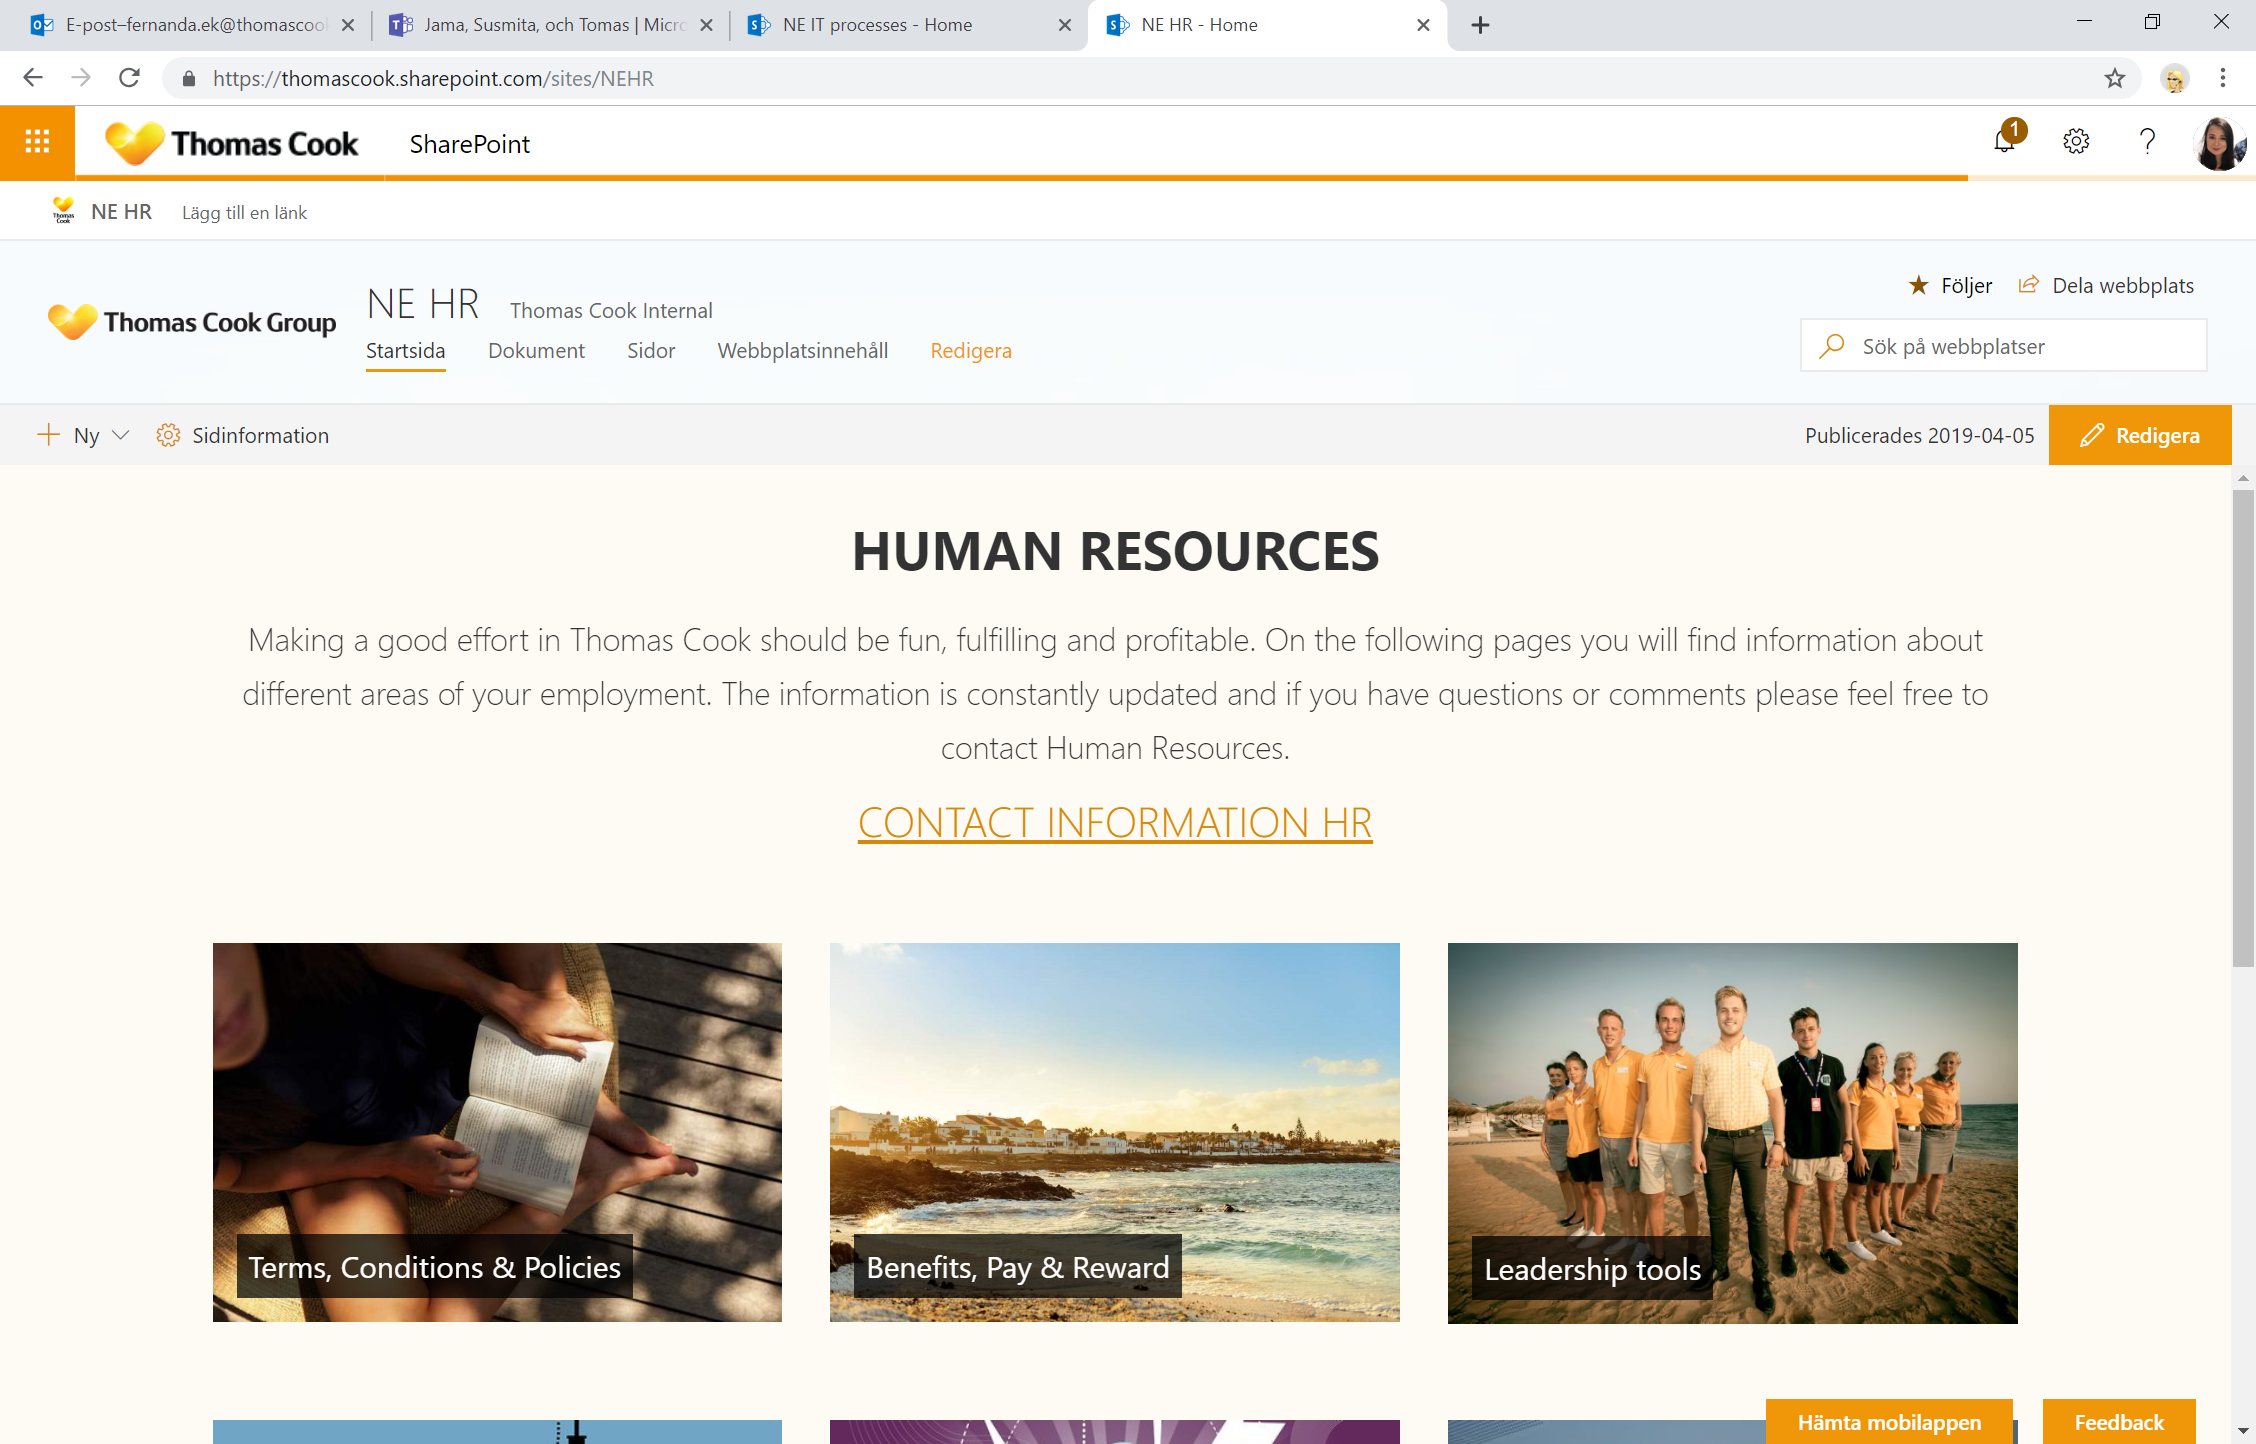 E-post–fernanda.ek@thomascoo
Jama, Susmita, och Tomas | Micro
NE IT processes - Home
NE HR - Home
https://thomascook.sharepoint.com/sites/NEHR
Thomas Cook
SharePoint
1
Thomas Cook
NE HR
Lägg till en länk
Thomas Cook Group
NE HR
Thomas Cook Internal
Följer
Dela webbplats
Startsida
Dokument
Sidor
Webbplatsinnehåll
Redigera
Sök på webbplatser
Ny
Sidinformation
Publicerades 2019-04-05
Redigera
HUMAN RESOURCES
Making a good effort in Thomas Cook should be fun, fulfilling and profitable. On the following pages you will find information about
different areas of your employment. The information is constantly updated and if you have questions or comments please feel free to
contact Human Resources.
CONTACT INFORMATION HR
Terms, Conditions & Policies
Benefits, Pay & Reward
Leadership tools
Hämta mobilappen
Feedback